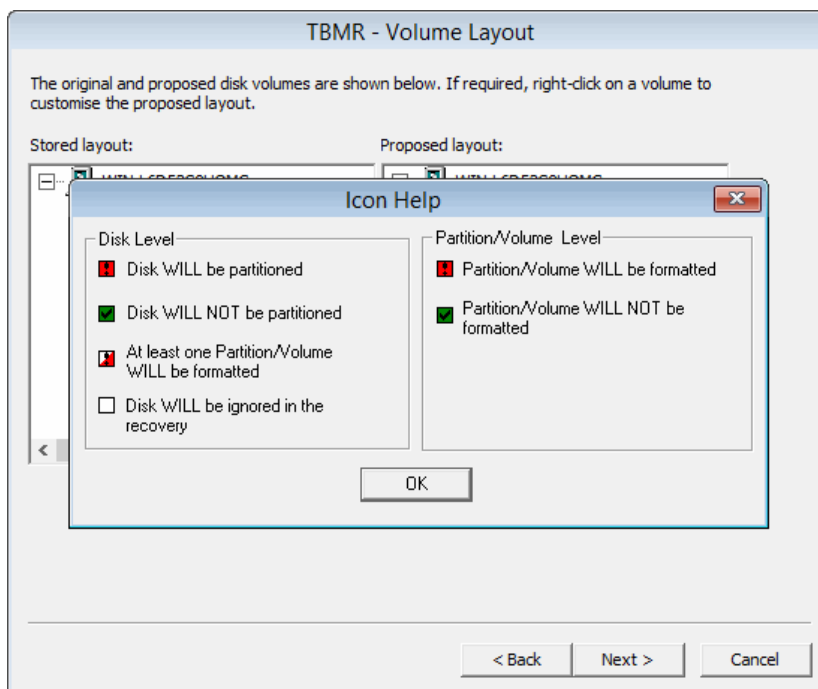 TBMR - Volume Layout
The original and proposed disk volumes are shown below. If required, right-click on a volume to
customise the proposed layout.
Stored layout:
Proposed layout:
Icon Help
Disk Level
Disk WILL be partitioned
Disk WILL NOT be partitioned
At least one Partition/Volume
WILL be formatted
Disk WILL be ignored in the
recovery
Partition/Volume Level
Partition/Volume WILL be formatted
Partition/Volume WILL NOT be
formatted
OK
< Back
Next >
Cancel